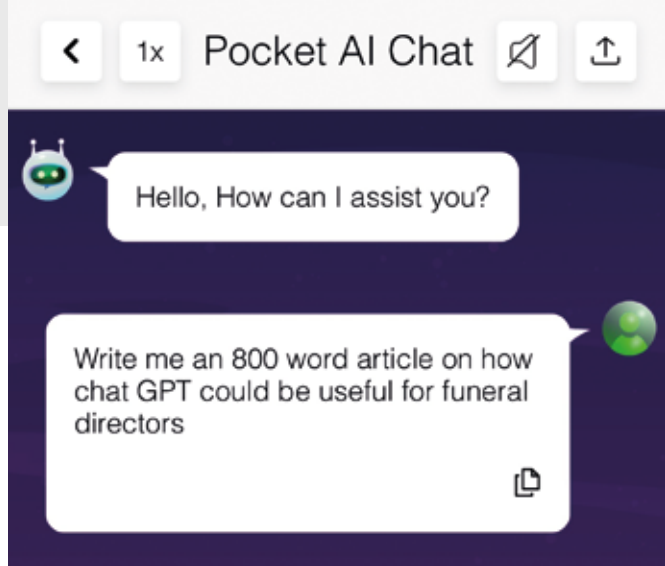 1x Pocket AI Chat
Hello, How can I assist you?
Write me an 800 word article on how
chat GPT could be useful for funeral
directors